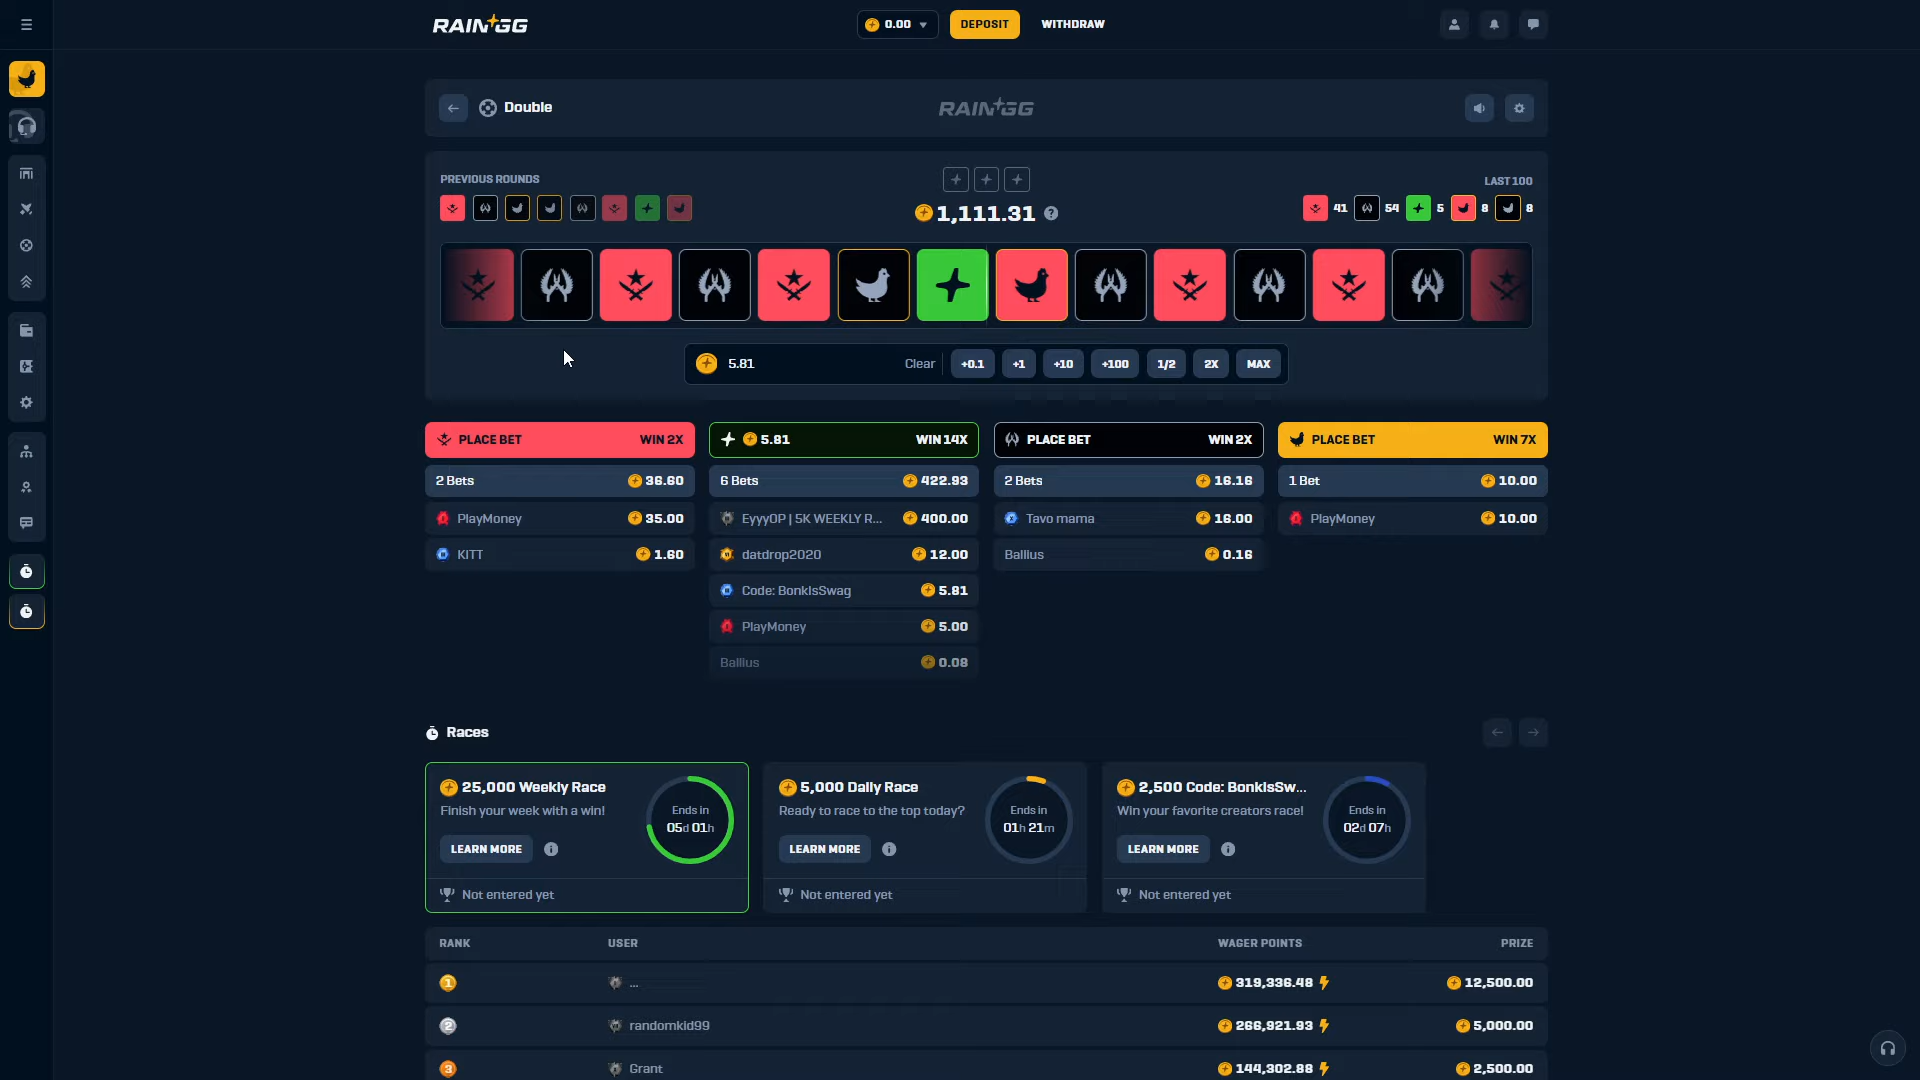 RAIN GG
0.00
DEPOSIT
WITHDRAW
Double
RAIN GG
PREVIOUS ROUNDS
LAST 100
1,111.31 ?
41 54 5 8 8
5.81
Clear
+0.1 +1 +10 +100 1/2 2X MAX
PLACE BET WIN 2X
2 Bets 36.60
PlayMoney 35.00
KITT 1.60
5.81 WIN 14X
6 Bets 422.93
EyyyOP | 5K WEEKLY R... 400.00
datdrop2020 12.00
Code: BonkIsSwag 5.81
PlayMoney 5.00
Ballius 0.08
PLACE BET WIN 2X
2 Bets 16.16
Tavo mama 16.00
Ballius 0.16
PLACE BET WIN 7X
1 Bet 10.00
PlayMoney 10.00
Races
25,000 Weekly Race
Finish your week with a win!
LEARN MORE
Ends in
05d 01h
Not entered yet
5,000 Daily Race
Ready to race to the top today?
LEARN MORE
Ends in
01h 21m
Not entered yet
2,500 Code: BonkIsSw...
Win your favorite creators race!
LEARN MORE
Ends in
02d 07h
Not entered yet
RANK USER WAGER POINTS PRIZE
1 ... 319,336.48 12,500.00
2 randomkid99 266,921.93 5,000.00
3 Grant 144,302.88 2,500.00